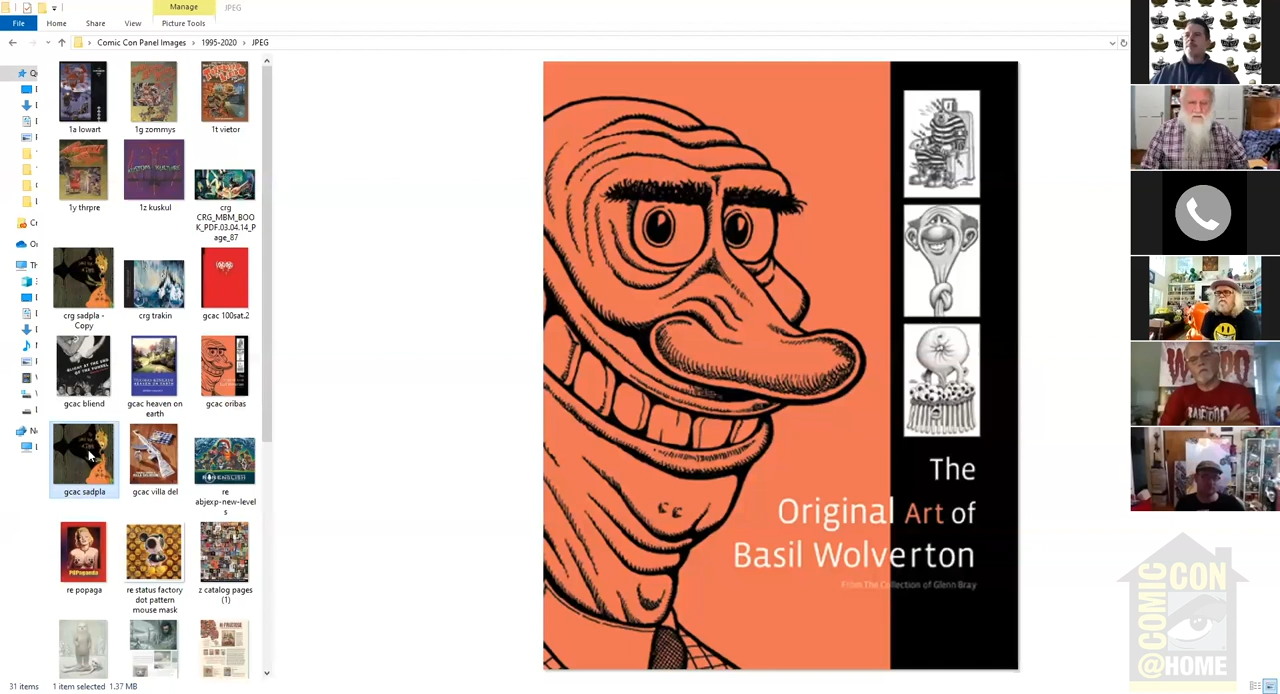 Manage
JPEG
File
Home
Share
View
Picture Tools
Comic Con Panel Images
1995-2020
JPEG
1a lowart
1g zommys
1t vietor
1y thrpre
1z kuskul
crg
CRG_MBM_BOO
K_PDF.03.04.14_P
age_87
crg sadpla -
Copy
crg trakin
gcac 100sat.2
gcac bliend
gcac heaven on
earth
gcac oribas
gcac sadpla
gcac villa del
re
abjexp-new-level
s
re popaga
re status factory
dot pattern
mouse mask
z catalog pages
(1)
POPaganda
31 items
1 item selected
1.37 MB
The
Original Art of
Basil Wolverton
From The Collection of Glenn Bray
COMIC
CON
@HOME